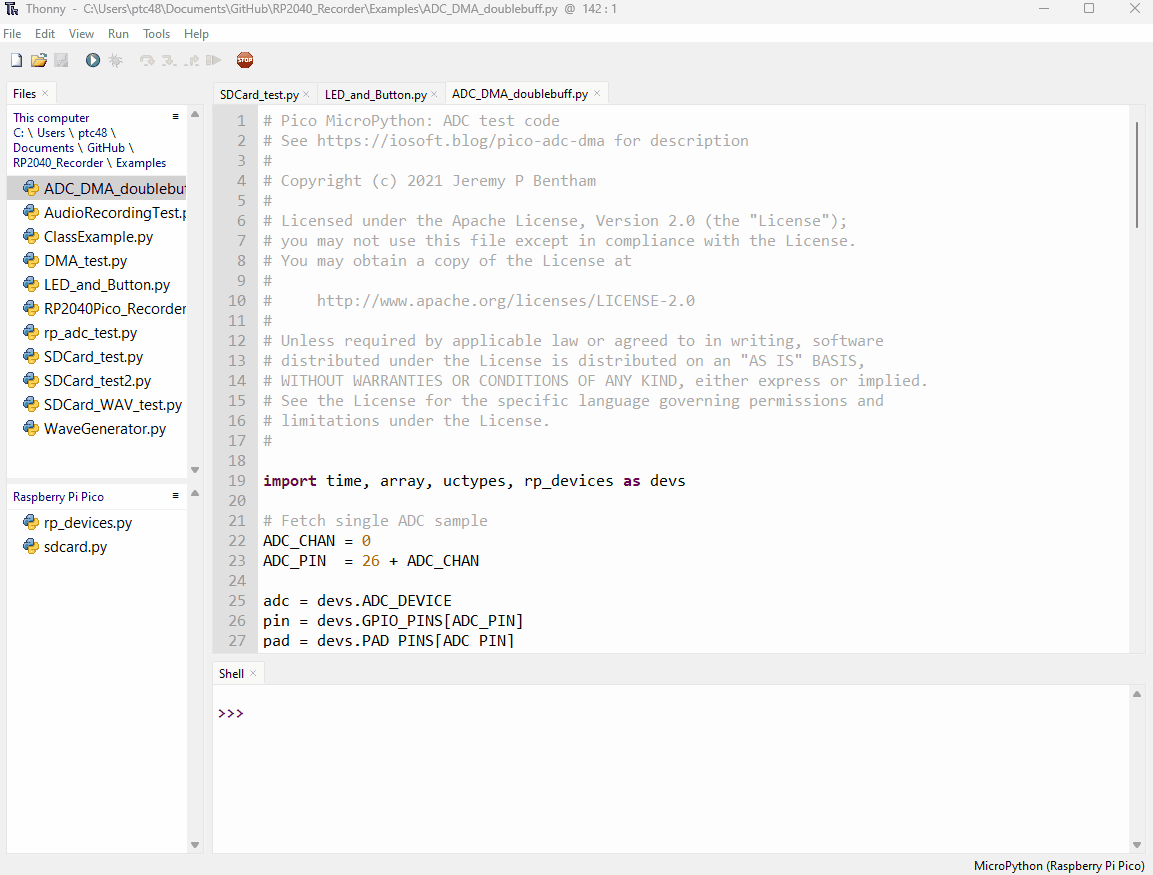 Thonny - C:\Users\ptc48\Documents\GitHub\RP2040_Recorder\Examples\ADC_DMA_doublebuff.py @ 142 : 1
File Edit View Run Tools Help
STOP
Files
This computer
C: \ Users \ ptc48 \
Documents \ GitHub \
RP2040_Recorder \ Examples
ADC_DMA_doublebuf
AudioRecordingTest.p
ClassExample.py
DMA_test.py
LED_and_Button.py
RP2040Pico_Recorder
rp_adc_test.py
SDCard_test.py
SDCard_test2.py
SDCard_WAV_test.py
WaveGenerator.py
Raspberry Pi Pico
rp_devices.py
sdcard.py
SDCard_test.py LED_and_Button.py ADC_DMA_doublebuff.py
1 # Pico MicroPython: ADC test code
2 # See https://iosoft.blog/pico-adc-dma for description
3 #
4 # Copyright (c) 2021 Jeremy P Bentham
5 #
6 # Licensed under the Apache License, Version 2.0 (the "License");
7 # you may not use this file except in compliance with the License.
8 # You may obtain a copy of the License at
9 #
10 #     http://www.apache.org/licenses/LICENSE-2.0
11 #
12 # Unless required by applicable law or agreed to in writing, software
13 # distributed under the License is distributed on an "AS IS" BASIS,
14 # WITHOUT WARRANTIES OR CONDITIONS OF ANY KIND, either express or implied.
15 # See the License for the specific language governing permissions and
16 # limitations under the License.
17 #
18
19 import time, array, uctypes, rp_devices as devs
20
21 # Fetch single ADC sample
22 ADC_CHAN = 0
23 ADC_PIN  = 26 + ADC_CHAN
24
25 adc = devs.ADC_DEVICE
26 pin = devs.GPIO_PINS[ADC_PIN]
27 pad = devs.PAD_PINS[ADC_PIN]
Shell
>>>
MicroPython (Raspberry Pi Pico)